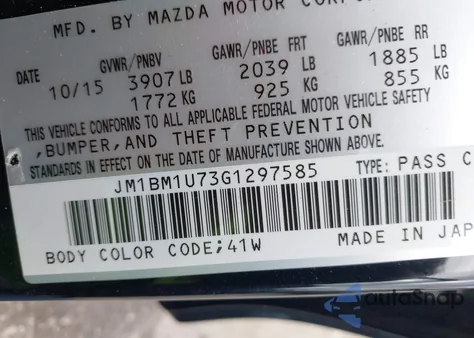 MFD. BY MAZDA MOTOR CORPOR
DATE GVWR/PNBV GAWR/PNBE FRT GAWR/PNBE RR
10/15 3907 LB 2039 LB 1885 LB
1772 KG 925 KG 855 KG
THIS VEHICLE CONFORMS TO ALL APPLICABLE FEDERAL MOTOR VEHICLE SAFETY
,BUMPER,AND THEFT PREVENTION
STANDARDS IN EFFECT ON THE DATE OF MANUFACTURE SHOWN ABOVE.
JM1BM1U73G1297585 TYPE: PASS C
BODY COLOR CODE;41W MADE IN JAP
autoSnap